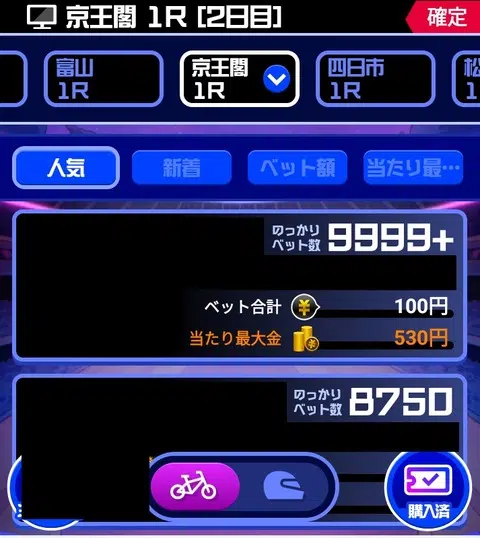 京王閣 1R [2日目]
確定
富山
1R
京王閣
1R
四日市
1R
人気
新着
ベット額
当たり最…
のっかり
ベット数
9999+
ベット合計
100円
当たり最大金
530円
のっかり
ベット数
8750
購入済